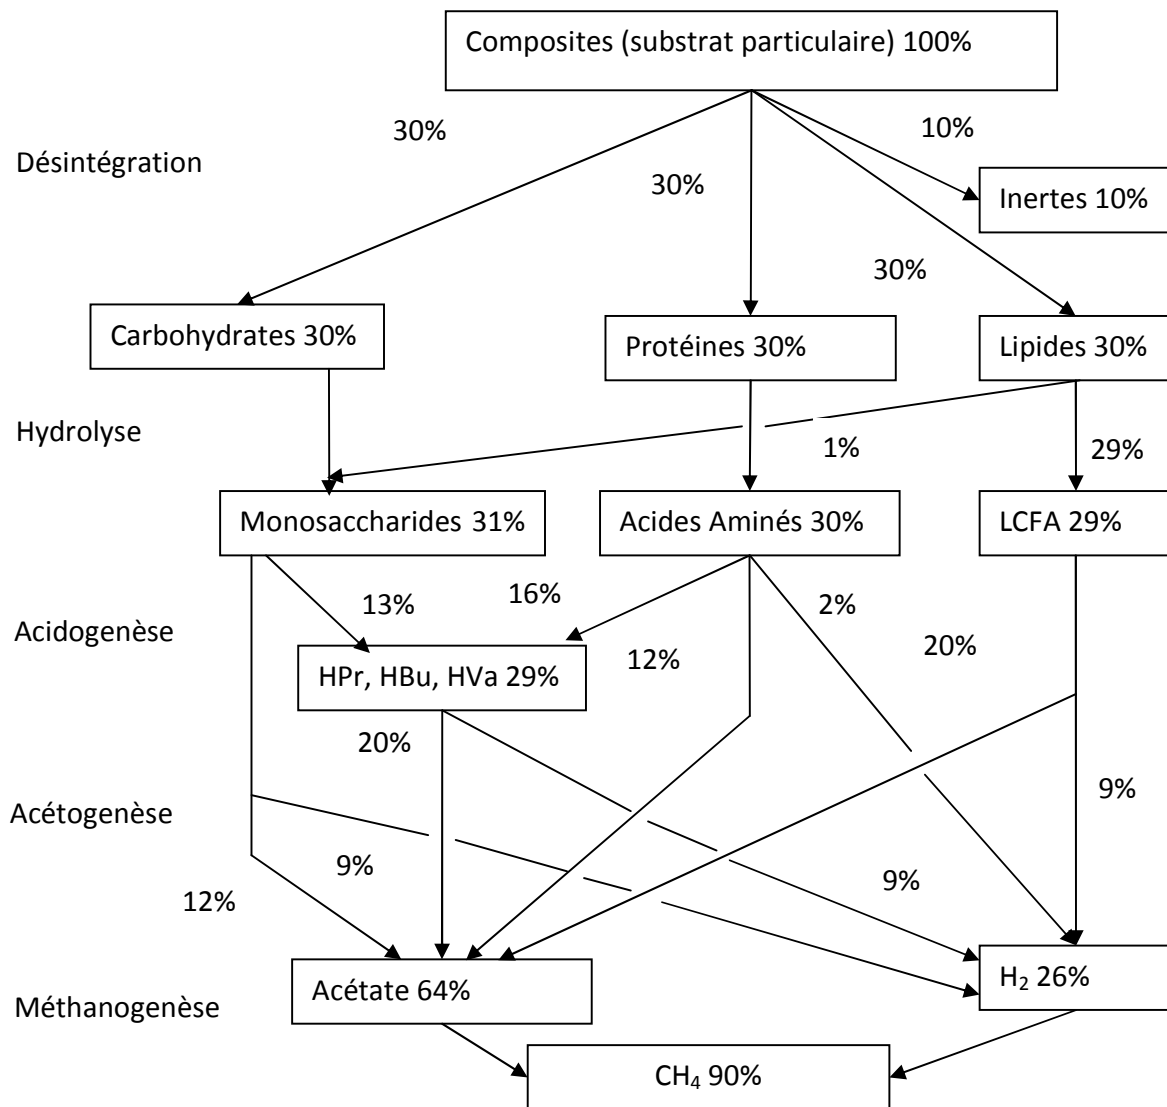 Composites (substrat particulaire) 100%
30%
10%
Désintégration
30%
Inertes 10%
30%
Carbohydrates 30%
Protéines 30%
Lipides 30%
Hydrolyse
1%
29%
Monosaccharides 31%
Acides Aminés 30%
LCFA 29%
13%
16%
2%
Acidogenèse
12%
20%
HPr, HBu, HVa 29%
20%
Acétogenèse
9%
9%
9%
12%
Acétate 64%
H₂ 26%
Méthanogenèse
CH₄ 90%